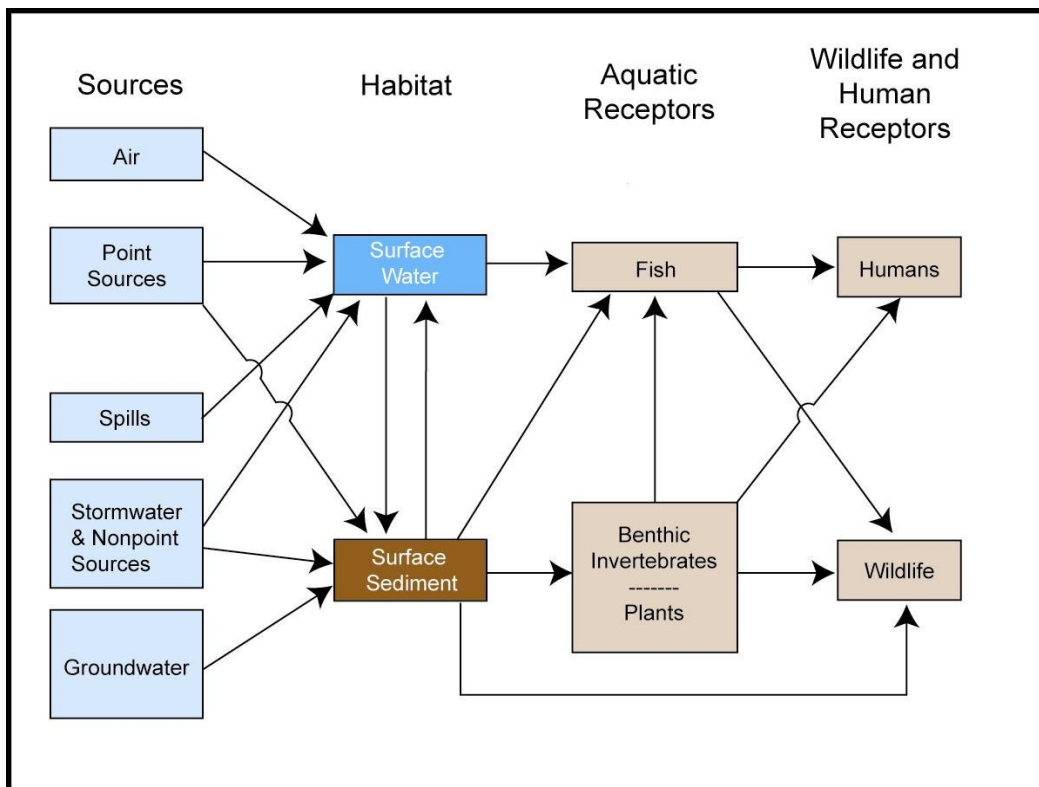 Sources
Habitat
Aquatic
Receptors
Wildlife and
Human
Receptors
Air
Point
Sources
Spills
Stormwater
& Nonpoint
Sources
Groundwater
Surface
Water
Surface
Sediment
Fish
Benthic
Invertebrates
-------
Plants
Humans
Wildlife